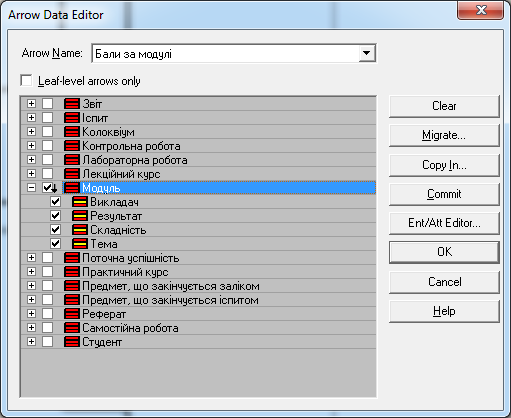 Arrow Data Editor
Arrow Name: Бали за модулі
Leaf-level arrows only
Звіт
Іспит
Колоквіум
Контрольна робота
Лабораторна робота
Лекційний курс
Модуль
Викладач
Результат
Складність
Тема
Поточна успішність
Практичний курс
Предмет, що закінчується заліком
Предмет, що закінчується іспитом
Реферат
Самостійна робота
Студент
Clear
Migrate...
Copy In...
Commit
Ent/Att Editor...
OK
Cancel
Help